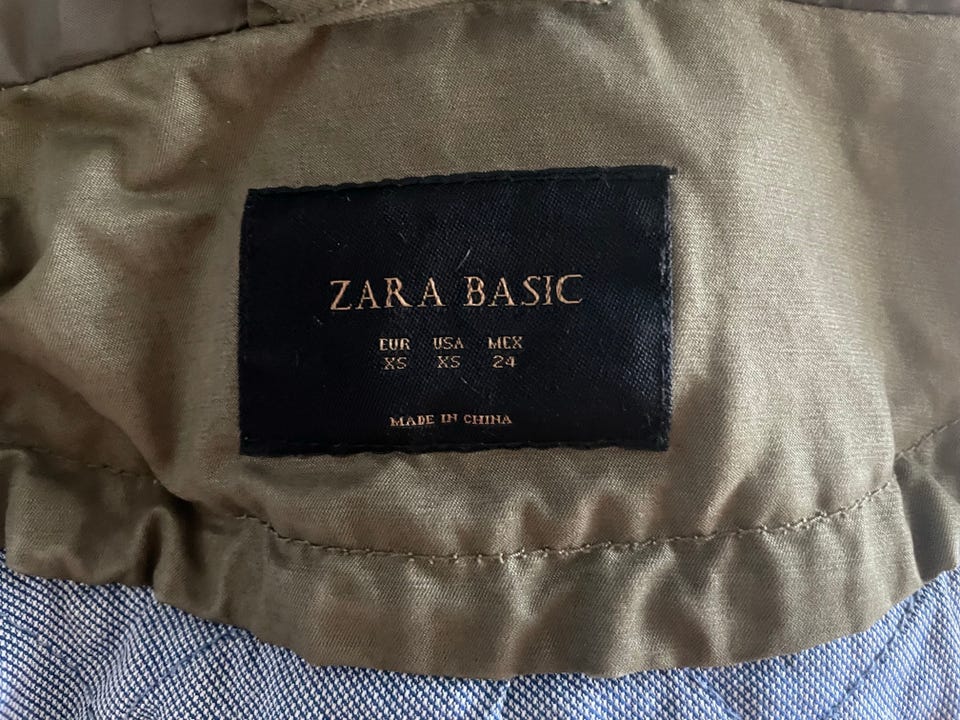 ZARA BASIC
EUR USA MEX
XS XS 24
MADE IN CHINA